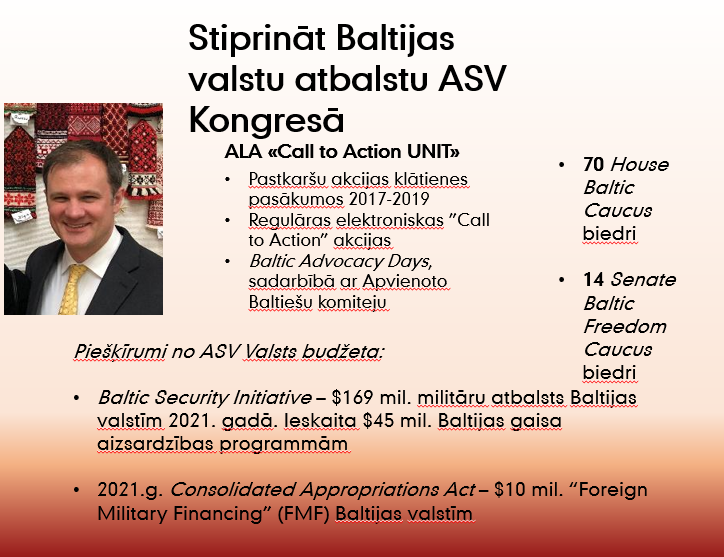 Stiprināt Baltijas
valstu atbalstu ASV
Kongresā
ALA «Call to Action UNIT»
• Pastkaršu akcijas klātienes
pasākumos 2017-2019
• Regulāras elektroniskas ”Call
to Action” akcijas
• Baltic Advocacy Days,
sadarbībā ar Apvienoto
Baltiešu komiteju
• 70 House
Baltic
Caucus
biedri
• 14 Senate
Baltic
Freedom
Caucus
biedri
Piešķīrumi no ASV Valsts budžeta:
• Baltic Security Initiative – $169 mil. militāru atbalsts Baltijas
valstīm 2021. gadā. Ieskaita $45 mil. Baltijas gaisa
aizsardzības programmām
• 2021.g. Consolidated Appropriations Act – $10 mil. “Foreign
Military Financing” (FMF) Baltijas valstīm